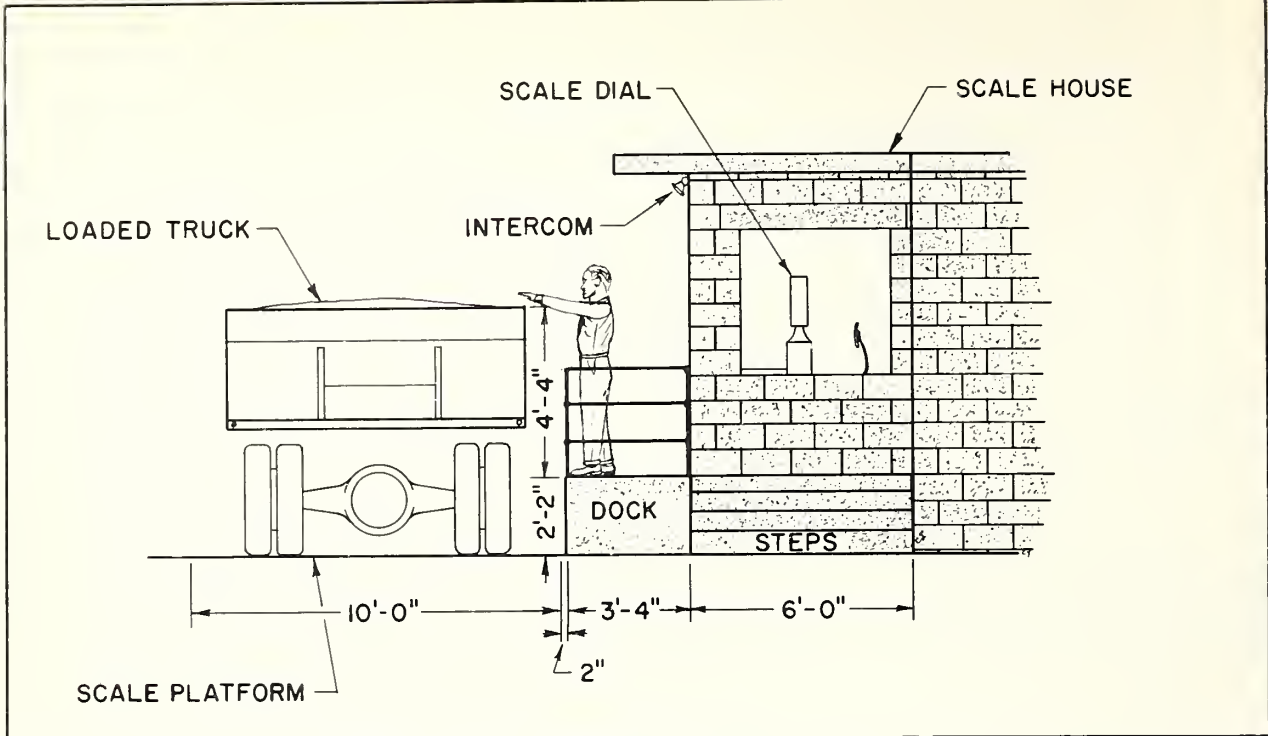 SCALE DIAL
SCALE HOUSE
LOADED TRUCK
INTERCOM
4'-4"
2'-2"
DOCK
STEPS
10'-0"
3'-4"
6'-0"
2"
SCALE PLATFORM